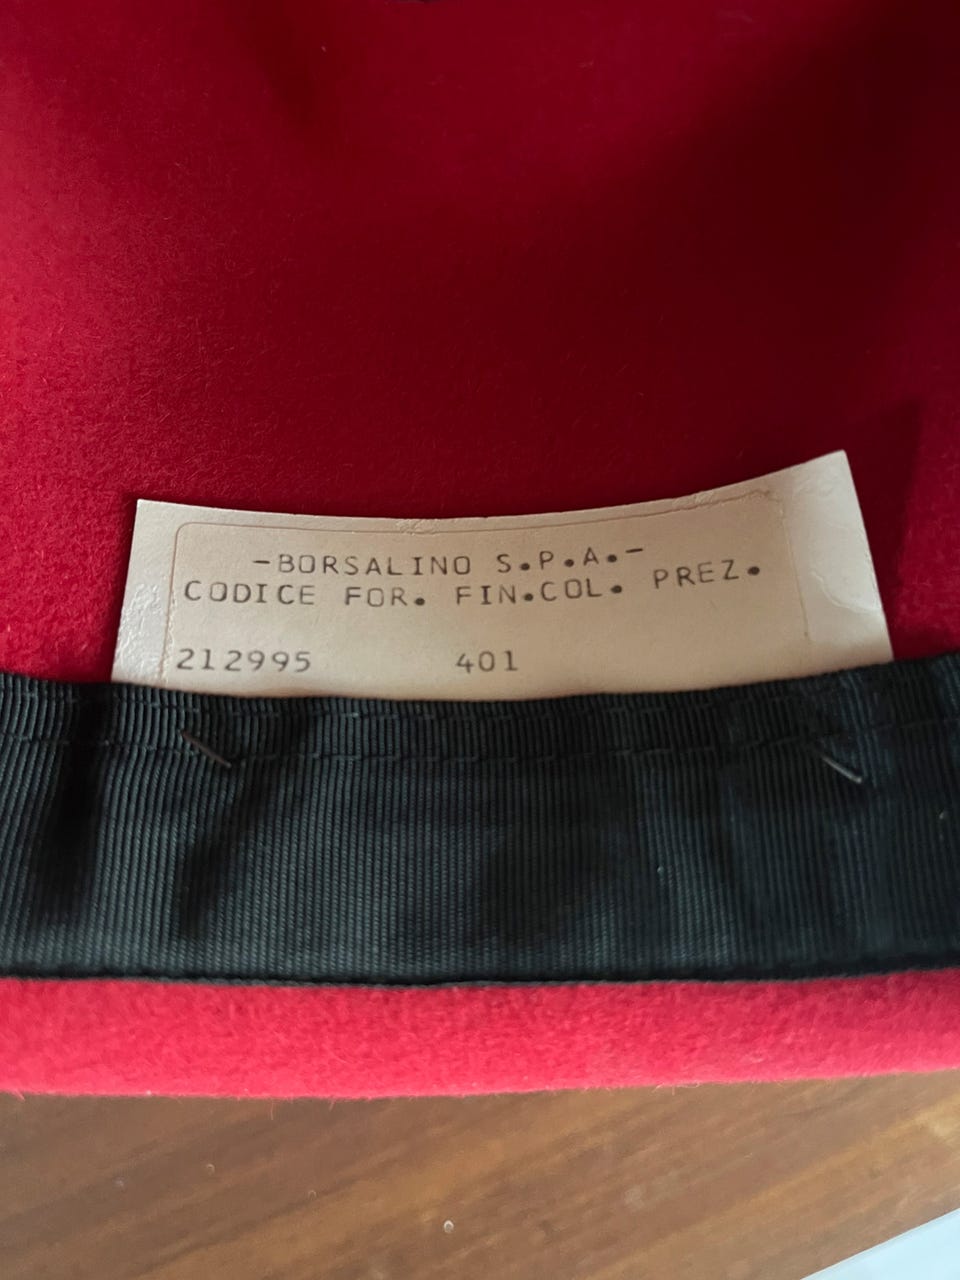 -BORSALINO S.P.A.-
CODICE FOR. FIN.COL. PREZ.
212995 401